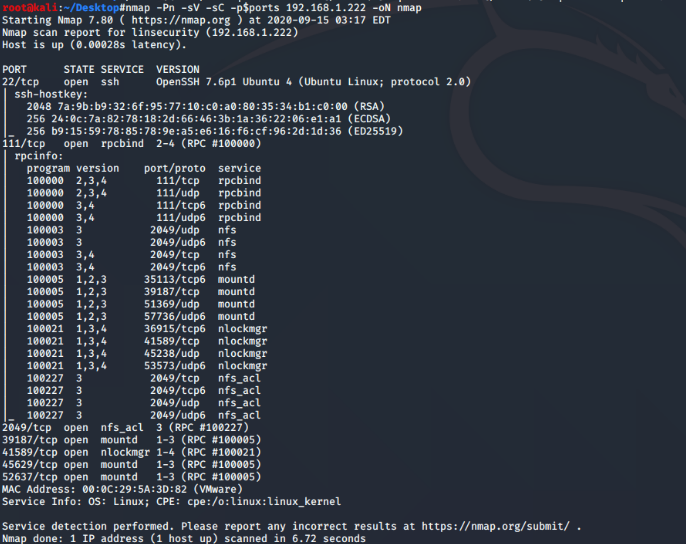 root@kali:~/Desktop#nmap -Pn -sV -sC -p$ports 192.168.1.222 -oN nmap
Starting Nmap 7.80 ( https://nmap.org ) at 2020-09-15 03:17 EDT
Nmap scan report for linsecurity (192.168.1.222)
Host is up (0.00028s latency).

PORT      STATE SERVICE  VERSION
22/tcp    open  ssh      OpenSSH 7.6p1 Ubuntu 4 (Ubuntu Linux; protocol 2.0)
| ssh-hostkey:
|   2048 7a:9b:b9:32:6f:95:77:10:c0:a0:80:35:34:b1:c0:00 (RSA)
|   256 24:0c:7a:82:78:18:2d:66:46:3b:1a:36:22:06:e1:a1 (ECDSA)
|_  256 b9:15:59:78:85:78:9e:a5:e6:16:f6:cf:96:2d:1d:36 (ED25519)
111/tcp   open  rpcbind  2-4 (RPC #100000)
| rpcinfo:
|   program version    port/proto  service
|   100000  2,3,4        111/tcp   rpcbind
|   100000  2,3,4        111/udp   rpcbind
|   100000  3,4          111/tcp6  rpcbind
|   100000  3,4          111/udp6  rpcbind
|   100003  3           2049/udp   nfs
|   100003  3           2049/udp6  nfs
|   100003  3,4         2049/tcp   nfs
|   100003  3,4         2049/tcp6  nfs
|   100005  1,2,3      35113/tcp6  mountd
|   100005  1,2,3      39187/tcp   mountd
|   100005  1,2,3      51369/udp   mountd
|   100005  1,2,3      57736/udp6  mountd
|   100021  1,3,4      36915/tcp6  nlockmgr
|   100021  1,3,4      41589/tcp   nlockmgr
|   100021  1,3,4      45238/udp   nlockmgr
|   100021  1,3,4      53573/udp6  nlockmgr
|   100227  3           2049/tcp   nfs_acl
|   100227  3           2049/tcp6  nfs_acl
|   100227  3           2049/udp   nfs_acl
|_  100227  3           2049/udp6  nfs_acl
2049/tcp  open  nfs_acl  3 (RPC #100227)
39187/tcp open  mountd   1-3 (RPC #100005)
41589/tcp open  nlockmgr 1-4 (RPC #100021)
45629/tcp open  mountd   1-3 (RPC #100005)
52637/tcp open  mountd   1-3 (RPC #100005)
MAC Address: 00:0C:29:5A:3D:82 (VMware)
Service Info: OS: Linux; CPE: cpe:/o:linux:linux_kernel

Service detection performed. Please report any incorrect results at https://nmap.org/submit/ .
Nmap done: 1 IP address (1 host up) scanned in 6.72 seconds